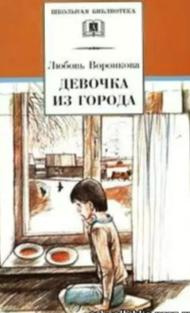 ШКОЛЬНАЯ БИБЛИОТЕКА
Любовь Воронкова
ДЕВОЧКА
ИЗ ГОРОДА